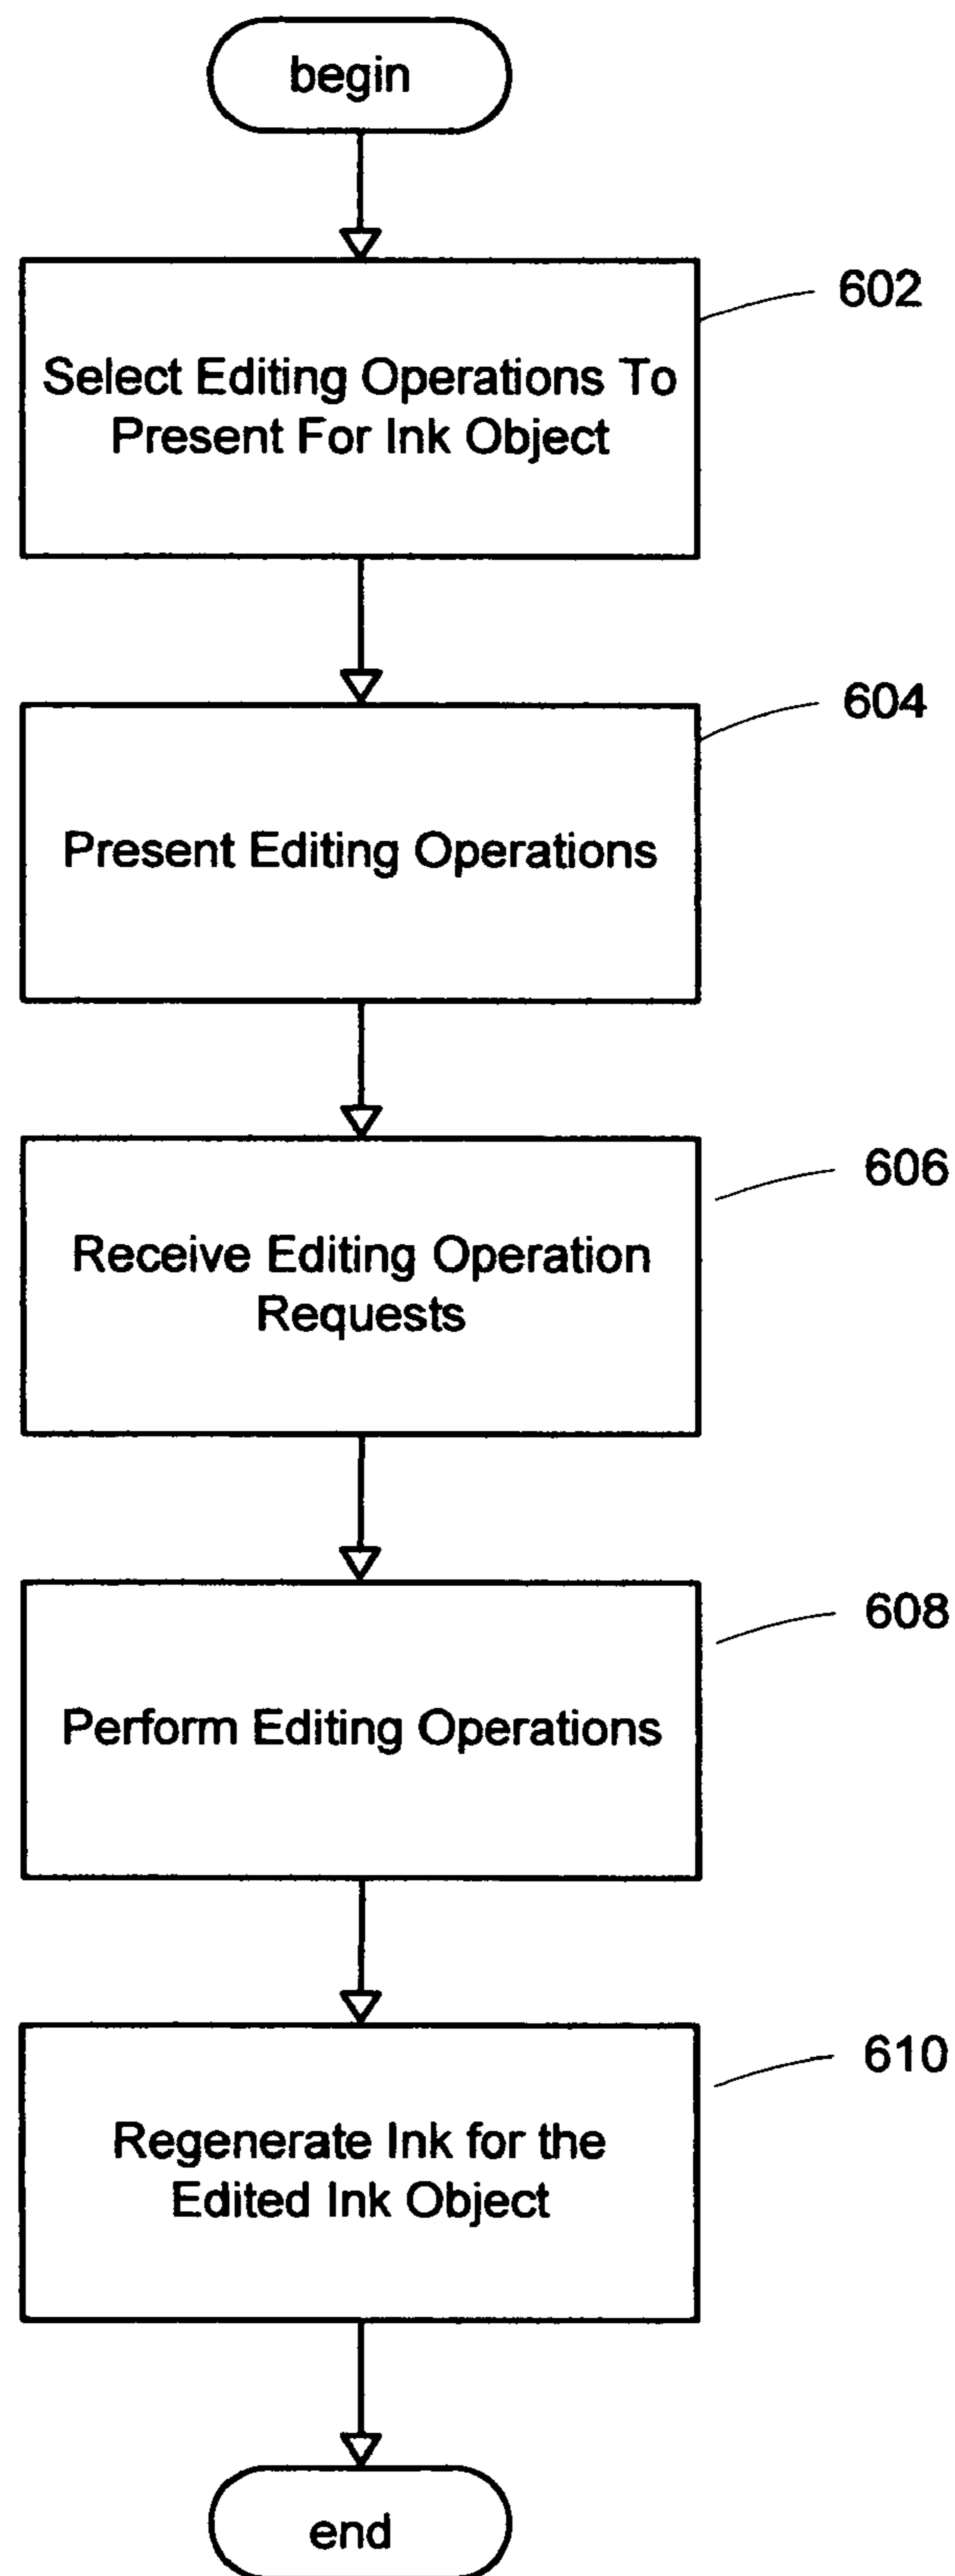 begin
602
Select Editing Operations To
Present For Ink Object
604
Present Editing Operations
606
Receive Editing Operation
Requests
608
Perform Editing Operations
610
Regenerate Ink for the
Edited Ink Object
end